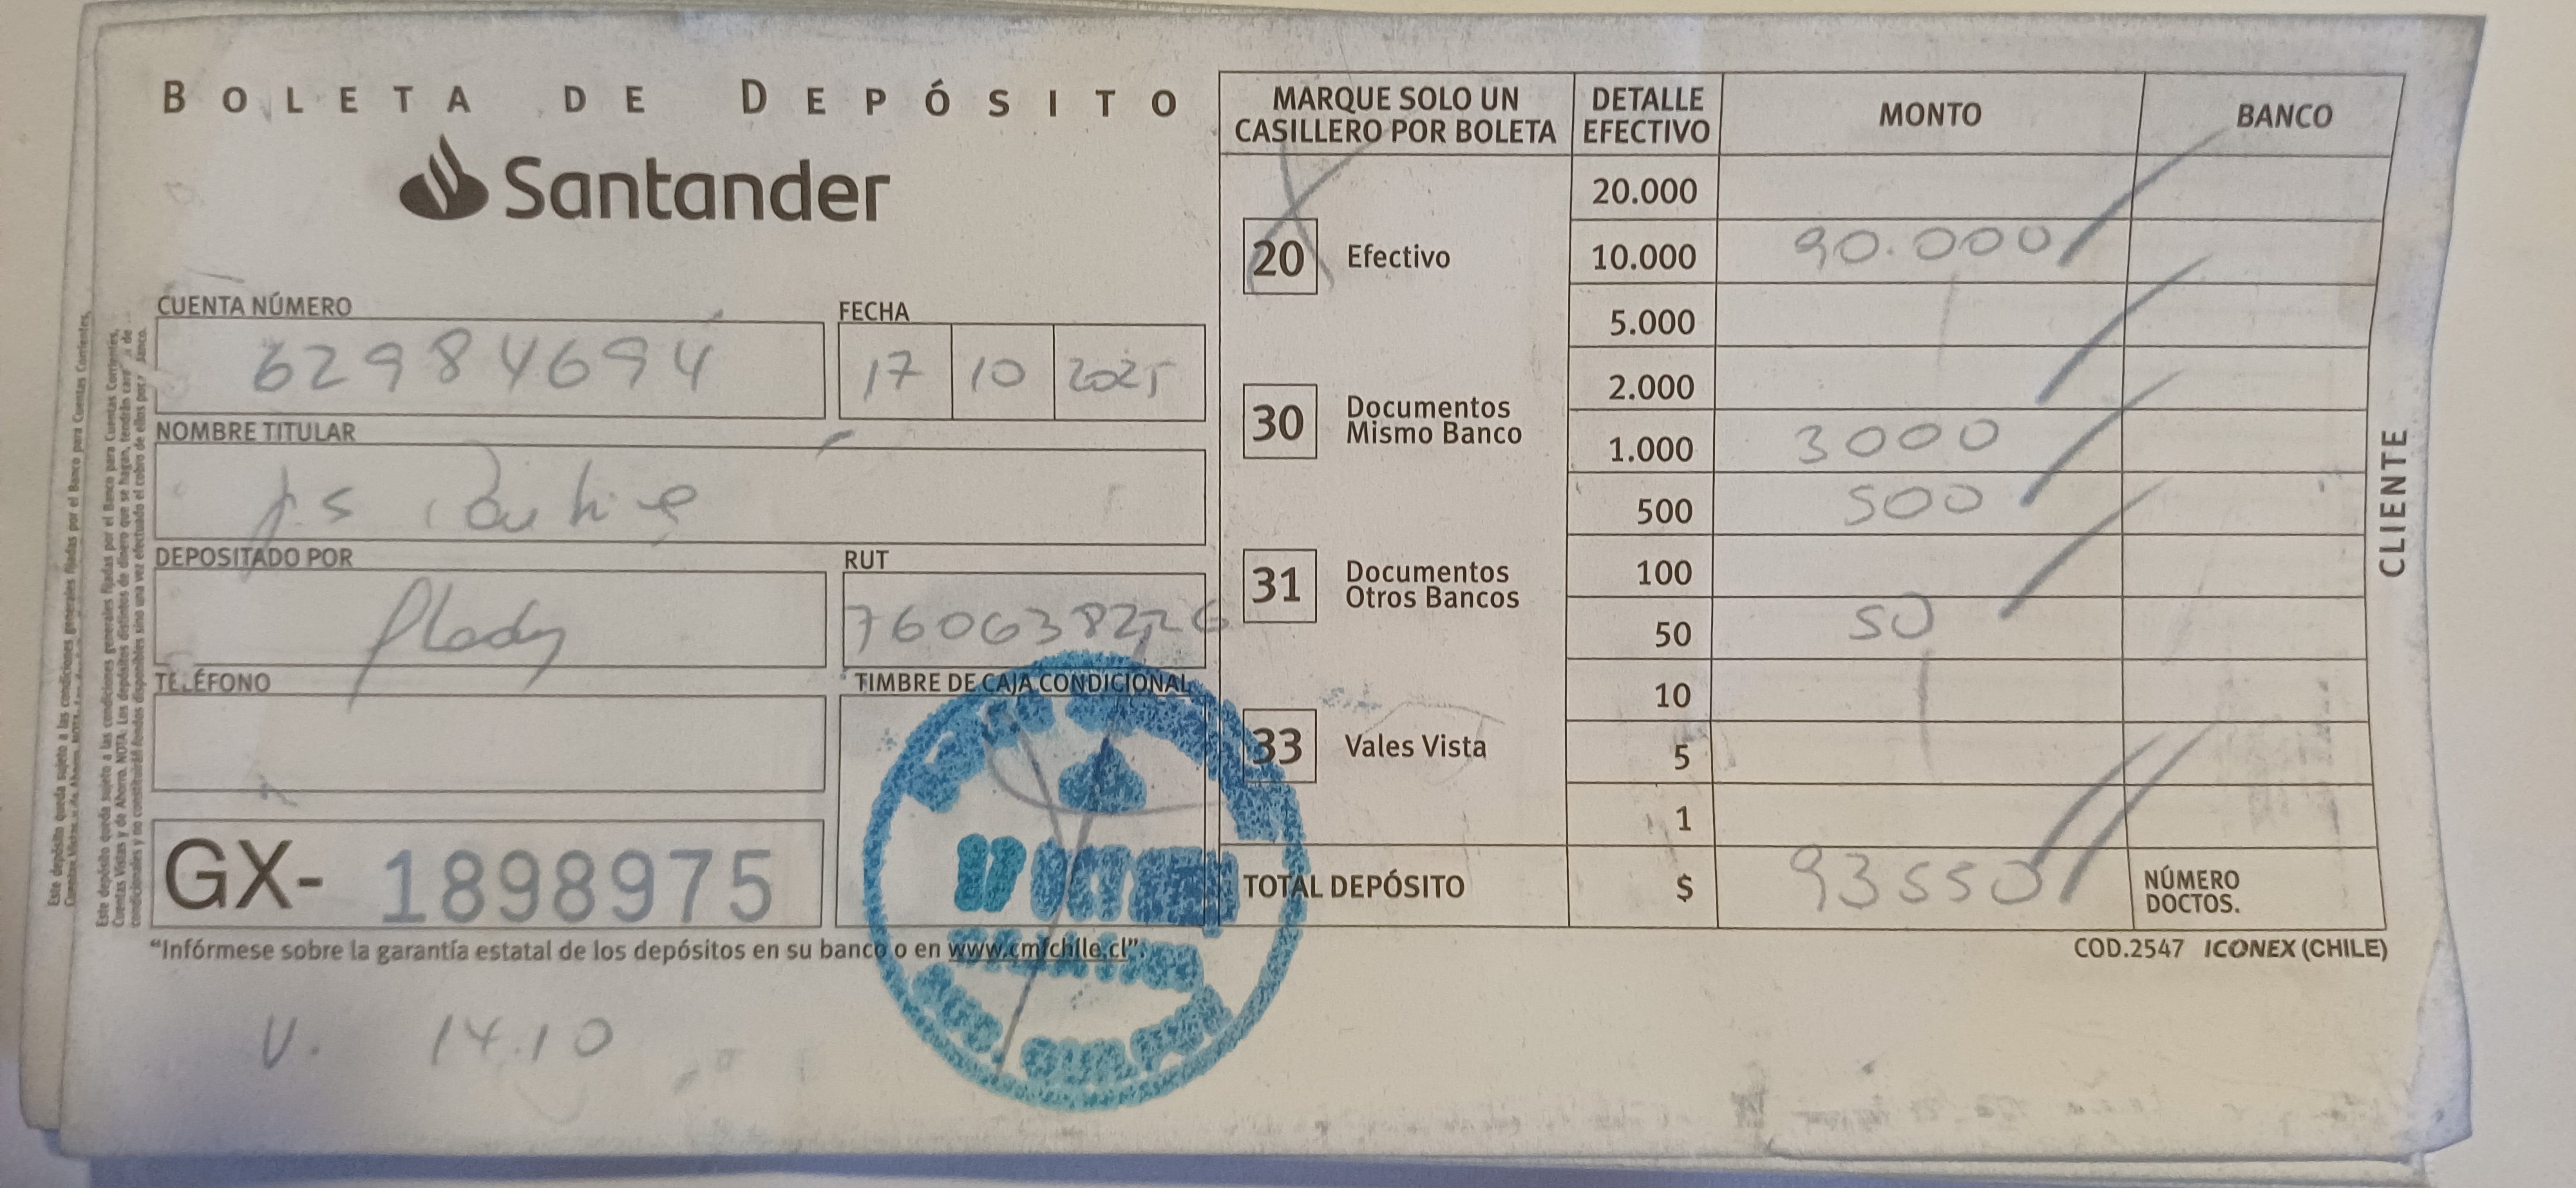 BOLETA DE DEPÓSITO
Santander
CUENTA NÚMERO
62984694
FECHA
17 10 2025
NOMBRE TITULAR
DEPOSITADO POR
RUT
760638226
TELÉFONO
TIMBRE DE CAJA CONDICIONAL
GX- 1898975
"Infórmese sobre la garantía estatal de los depósitos en su banco o en www.cmfchile.cl".
V. 14.10
MARQUE SOLO UN CASILLERO POR BOLETA
20 Efectivo
30 Documentos Mismo Banco
31 Documentos Otros Bancos
33 Vales Vista
DETALLE EFECTIVO MONTO BANCO
20.000
10.000 90.000
5.000
2.000
1.000 3000
500 500
100
50 50
10
5
1
TOTAL DEPÓSITO $ 93550
NÚMERO DOCTOS.
CLIENTE
COD.2547 ICONEX (CHILE)